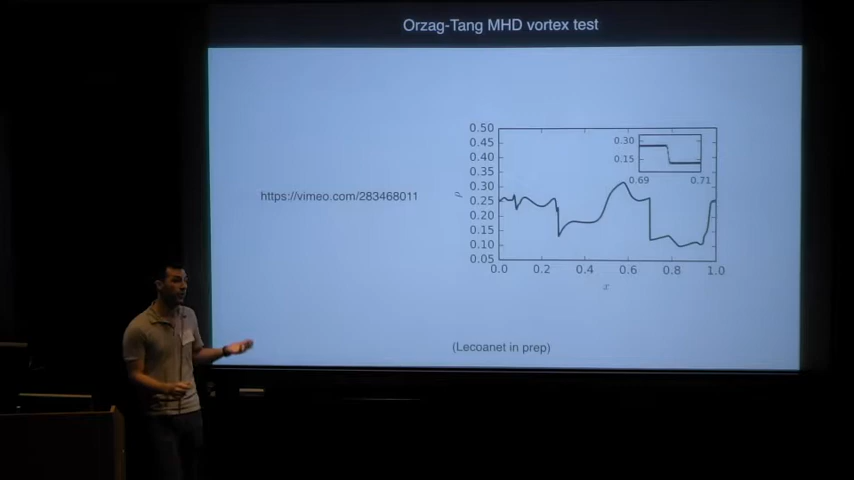 Orzag-Tang MHD vortex test
https://vimeo.com/283468011
0.50
0.45
0.40
0.35
0.30
0.25
0.20
0.15
0.10
0.05
ρ
0.0 0.2 0.4 0.6 0.8 1.0
x
0.30
0.15
0.69 0.71
(Lecoanet in prep)